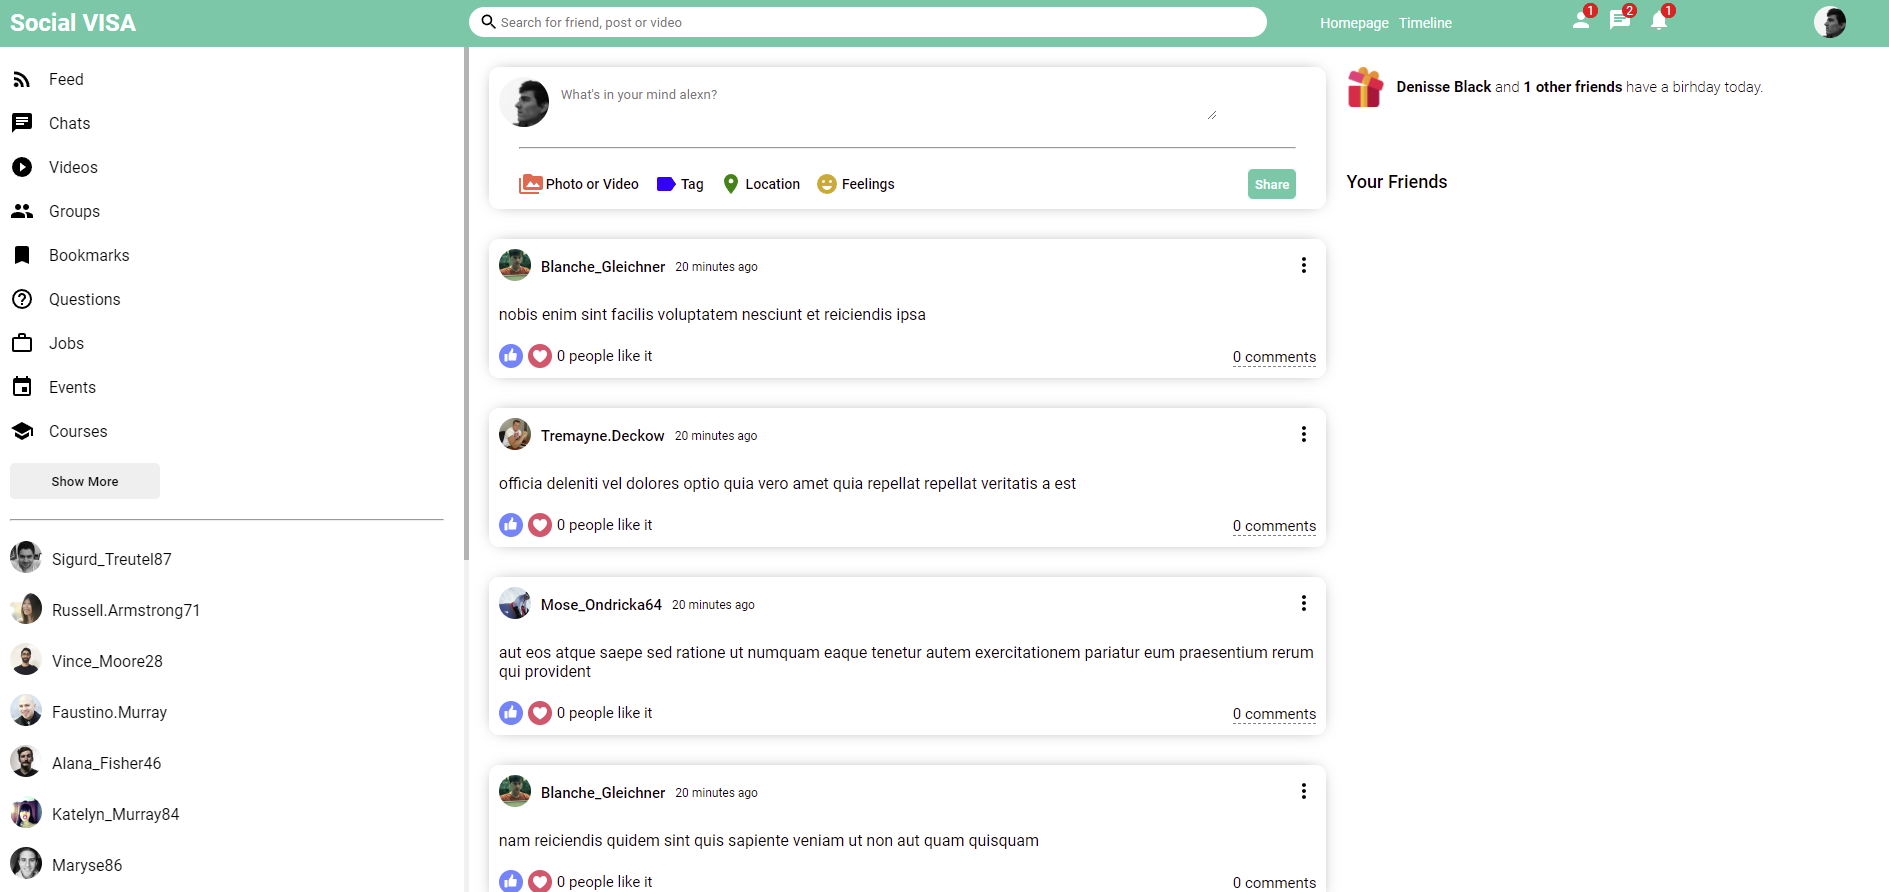 Social VISA
Search for friend, post or video
Homepage Timeline
1
2
1
Feed
Chats
Videos
Groups
Bookmarks
Questions
Jobs
Events
Courses
Show More
Sigurd_Treutel87
Russell.Armstrong71
Vince_Moore28
Faustino.Murray
Alana_Fisher46
Katelyn_Murray84
Maryse86
What's in your mind alexn?
Photo or Video Tag Location Feelings Share
Blanche_Gleichner 20 minutes ago
nobis enim sint facilis voluptatem nesciunt et reiciendis ipsa
0 people like it 0 comments
Tremayne.Deckow 20 minutes ago
officia deleniti vel dolores optio quia vero amet quia repellat repellat veritatis a est
0 people like it 0 comments
Mose_Ondricka64 20 minutes ago
aut eos atque saepe sed ratione ut numquam eaque tenetur autem exercitationem pariatur eum praesentium rerum
qui provident
0 people like it 0 comments
Blanche_Gleichner 20 minutes ago
nam reiciendis quidem sint quis sapiente veniam ut non aut quam quisquam
0 people like it 0 comments
Denisse Black and 1 other friends have a birhday today.
Your Friends